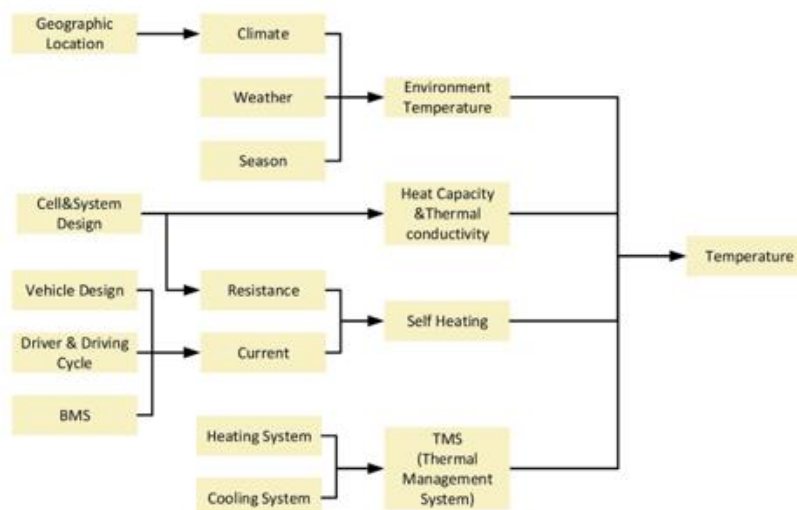 Geographic
Location
Climate
Weather
Season
Environment
Temperature
Cell&System
Design
Heat Capacity
&Thermal
conductivity
Vehicle Design
Resistance
Driver & Driving
Cycle
Current
BMS
Self Heating
Heating System
Cooling System
TMS
(Thermal
Management
System)
Temperature